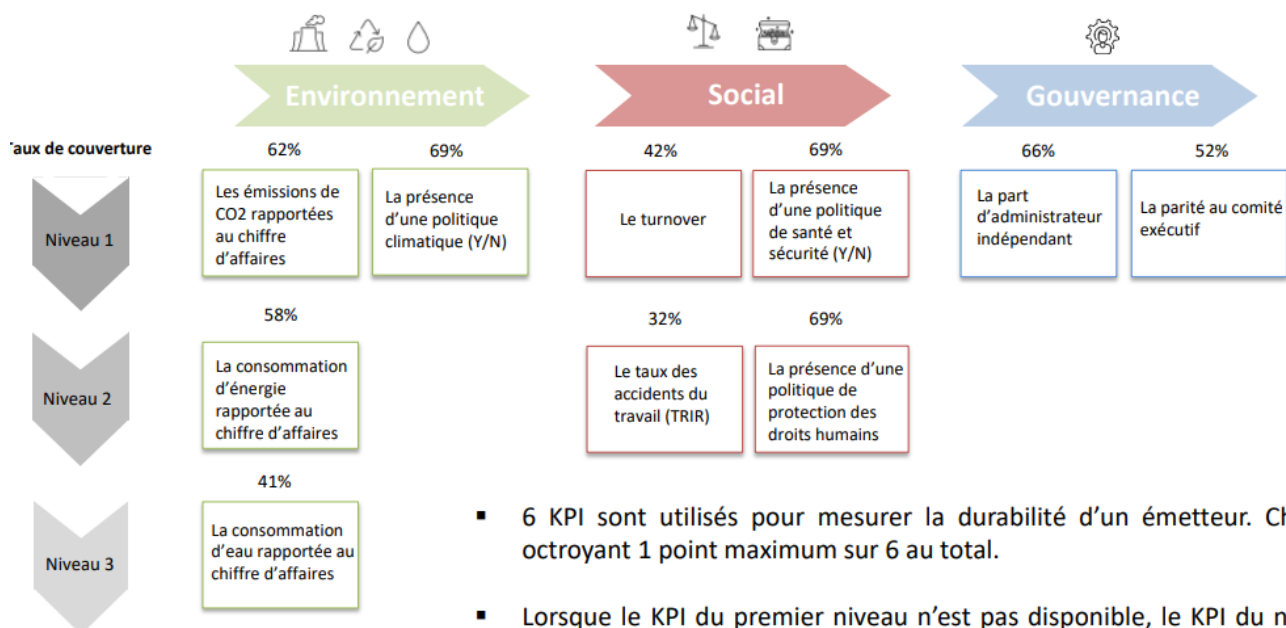 Environnement
Social
Gouvernance
aux de couverture
62%
69%
42%
69%
66%
52%
Niveau 1
Les émissions de
CO2 rapportées
au chiffre
d'affaires
La présence
d'une politique
climatique (Y/N)
Le turnover
La présence
d'une politique
de santé et
sécurité (Y/N)
La part
d'administrateur
indépendant
La parité au comité
exécutif
58%
32%
69%
Niveau 2
La consommation
d'énergie
rapportée au
chiffre d'affaires
Le taux des
accidents du
travail (TRIR)
La présence d'une
politique de
protection des
droits humains
41%
Niveau 3
La consommation
d'eau rapportée au
chiffre d'affaires
▪ 6 KPI sont utilisés pour mesurer la durabilité d'un émetteur. Ch
octroyant 1 point maximum sur 6 au total.
▪ Lorsque le KPI du premier niveau n'est pas disponible, le KPI du n